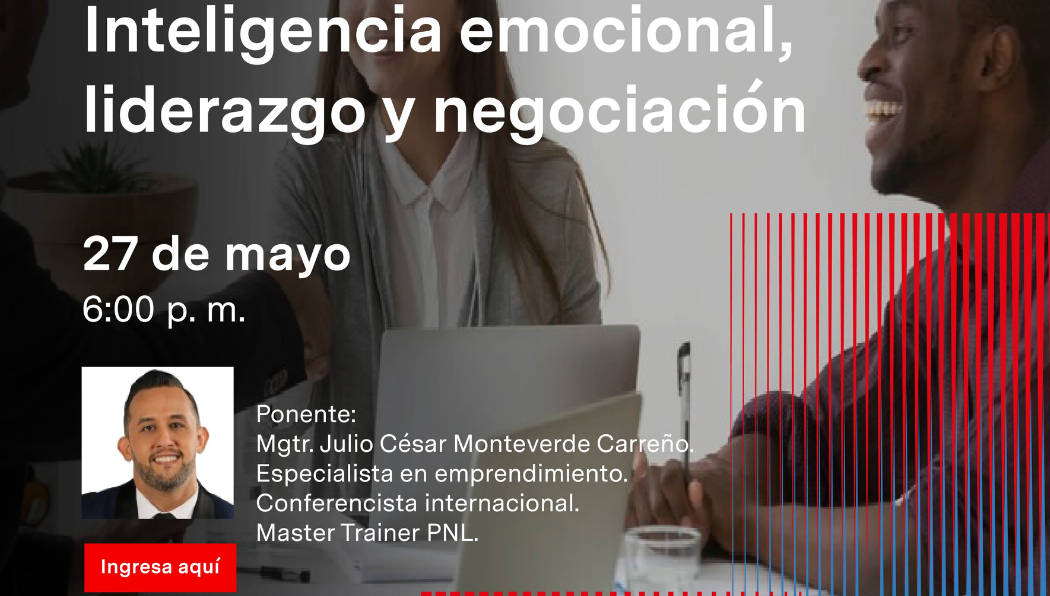 Inteligencia emocional,
liderazgo y negociación
27 de mayo
6:00 p. m.
Ponente:
Mgtr. Julio César Monteverde Carreño.
Especialista en emprendimiento.
Conferencista internacional.
Master Trainer PNL.
Ingresa aquí